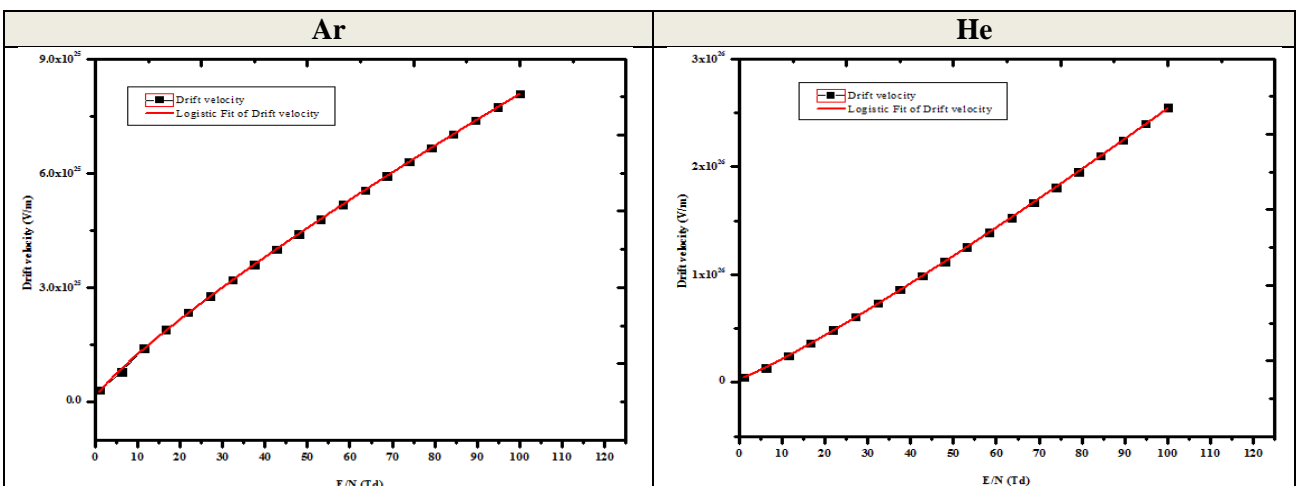 Ar
He
9.0x10²⁵
6.0x10²⁵
3.0x10²⁵
0.0
Drift velocity (V/m)
Drift velocity
Logistic Fit of Drift velocity
0 10 20 30 40 50 60 70 80 90 100 110 120
E/N (Td)
3x10²⁶
2x10²⁶
1x10²⁶
0
Drift velocity (V/m)
Drift velocity
Logistic Fit of Drift velocity
0 10 20 30 40 50 60 70 80 90 100 110 120
E/N (Td)